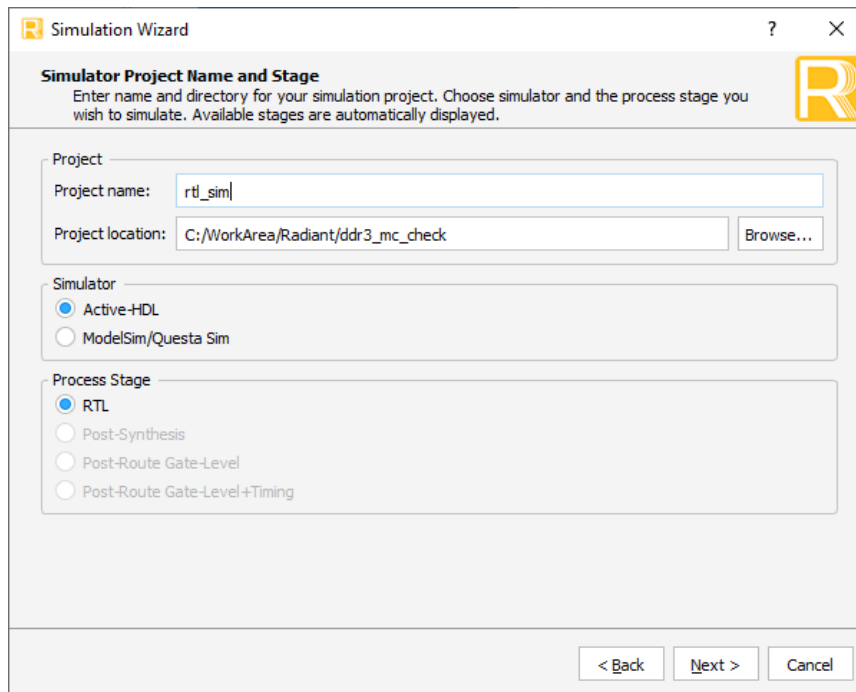 Simulation Wizard
Simulator Project Name and Stage
Enter name and directory for your simulation project. Choose simulator and the process stage you
wish to simulate. Available stages are automatically displayed.
Project
Project name: rtl_sim
Project location: C:/WorkArea/Radiant/ddr3_mc_check Browse...
Simulator
Active-HDL
ModelSim/Questa Sim
Process Stage
RTL
Post-Synthesis
Post-Route Gate-Level
Post-Route Gate-Level+Timing
< Back Next > Cancel